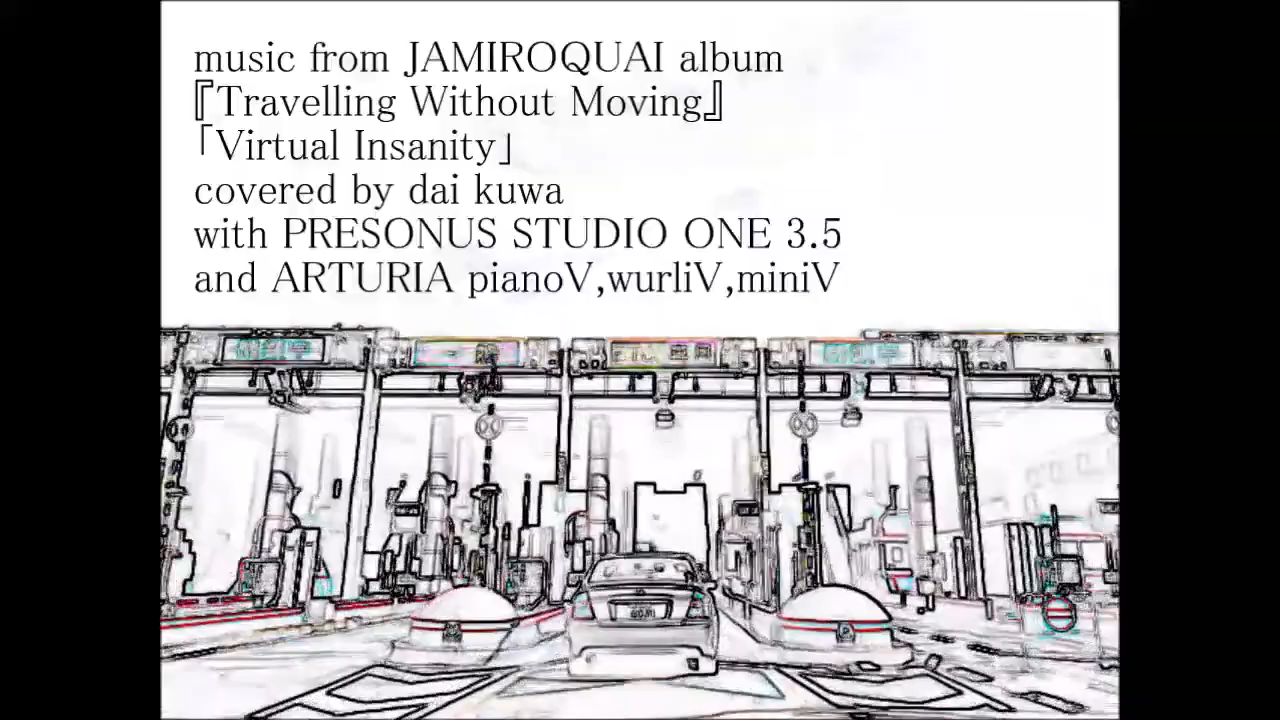 music from JAMIROQUAI album
『Travelling Without Moving』
「Virtual Insanity」
covered by dai kuwa
with PRESONUS STUDIO ONE 3.5
and ARTURIA pianoV,wurliV,miniV